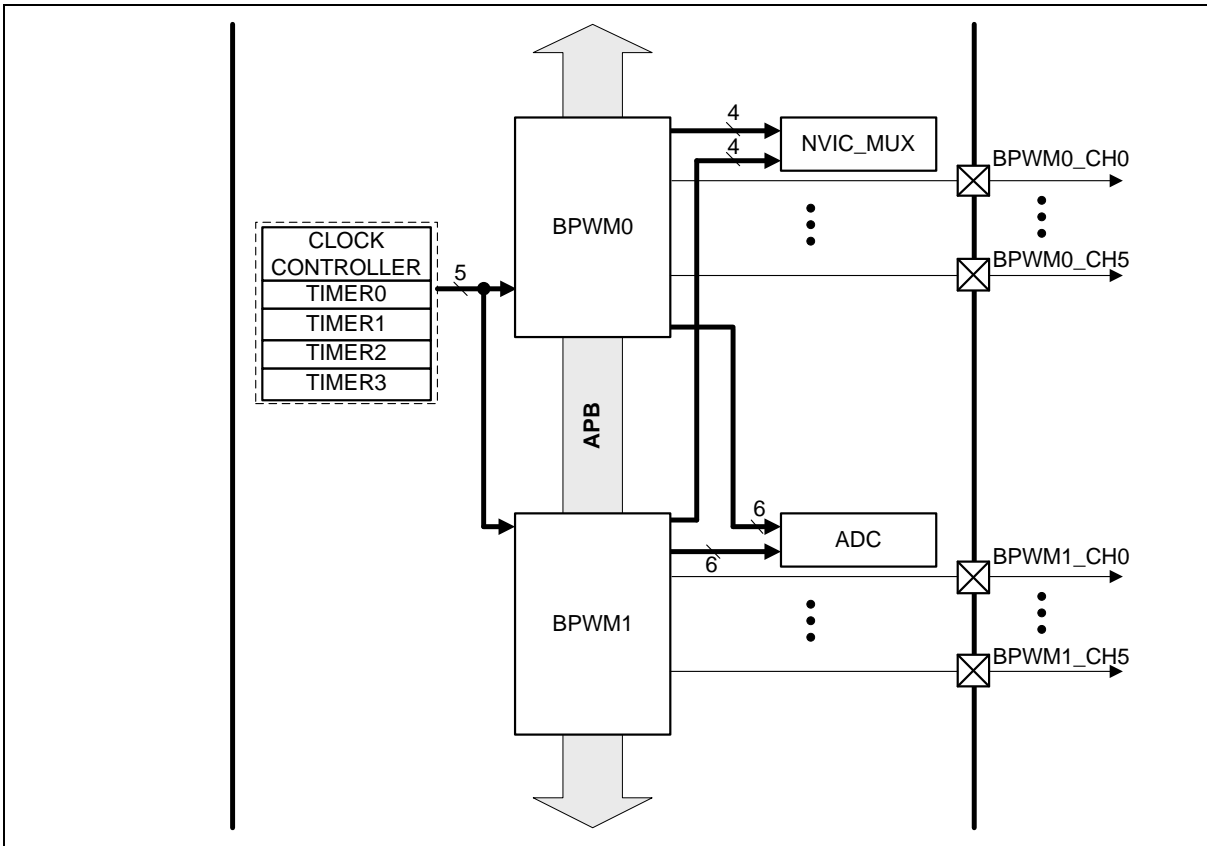 4
NVIC_MUX
4
BPWM0_CH0
BPWM0
CLOCK
CONTROLLER
TIMER0
TIMER1
TIMER2
TIMER3
5
BPWM0_CH5
APB
6
ADC
6
BPWM1_CH0
BPWM1
BPWM1_CH5